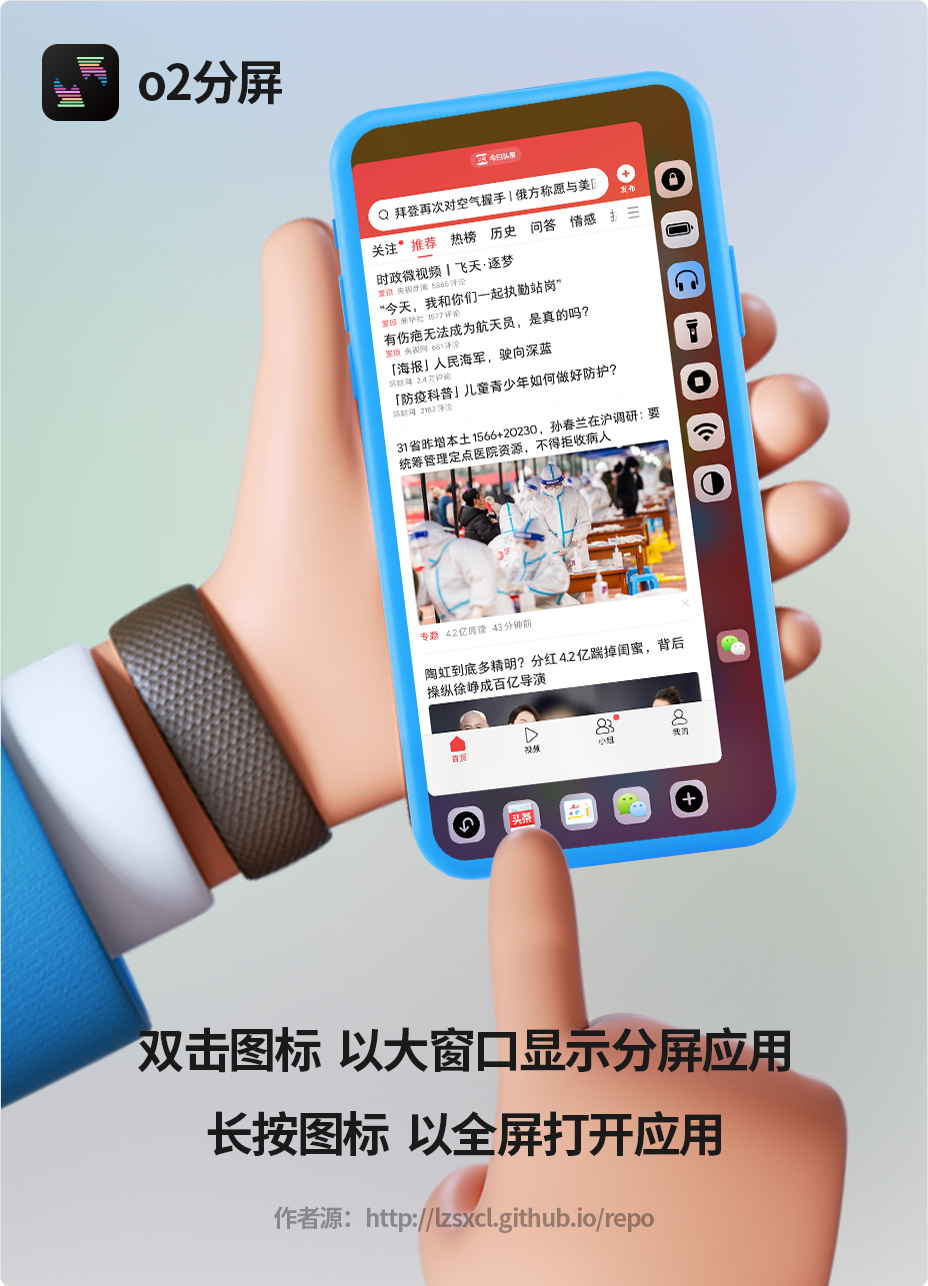 o2分屏
今日头条
拜登再次对空气握手 | 俄方称愿与美
发布
关注 推荐 热榜 历史 问答 情感
时政微视频丨飞天·逐梦
置顶 央视新闻 5365评论
“今天，我和你们一起执勤站岗”
置顶 新华社 1577评论
有伤疤无法成为航天员，是真的吗？
置顶 央视网 661评论
「海报」人民海军，驶向深蓝
环球网 2.4万评论
「防疫科普」儿童青少年如何做好防护？
环球网 2182评论
31省昨增本土1566+20230，孙春兰在沪调研：要
统筹管理定点医院资源，不得拒收病人
专题 4.2亿阅读 43分钟前
陶虹到底多精明？分红4.2亿踹掉闺蜜，背后
操纵徐峥成百亿导演
首页 视频 小组 我的
头条
双击图标 以大窗口显示分屏应用
长按图标 以全屏打开应用
作者源：http://lzsxcl.github.io/repo